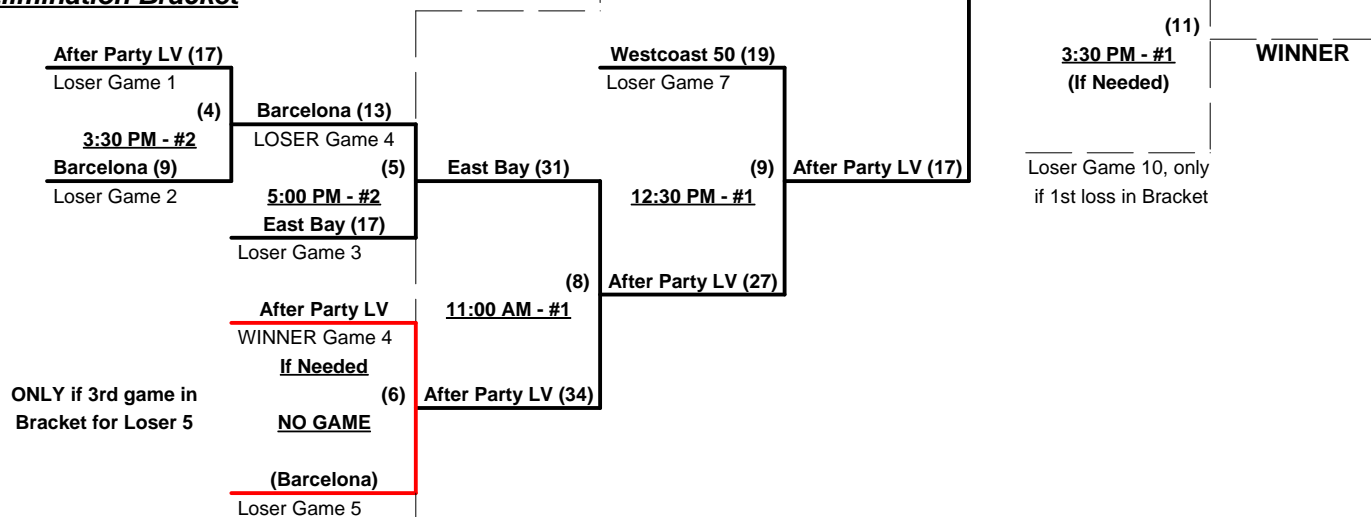 After Party LV (17)
Loser Game 1
(4)
3:30 PM - #2
Barcelona (9)
Loser Game 2
Barcelona (13)
LOSER Game 4
(5)
5:00 PM - #2
East Bay (17)
Loser Game 3
After Party LV
WINNER Game 4
If Needed
(6)
NO GAME
(Barcelona)
Loser Game 5
ONLY if 3rd game in
Bracket for Loser 5
East Bay (31)
(8)
11:00 AM - #1
After Party LV (34)
Westcoast 50 (19)
Loser Game 7
(9)
12:30 PM - #1
After Party LV (27)
After Party LV (17)
(11)
3:30 PM - #1
(If Needed)
Loser Game 10, only
if 1st loss in Bracket
WINNER